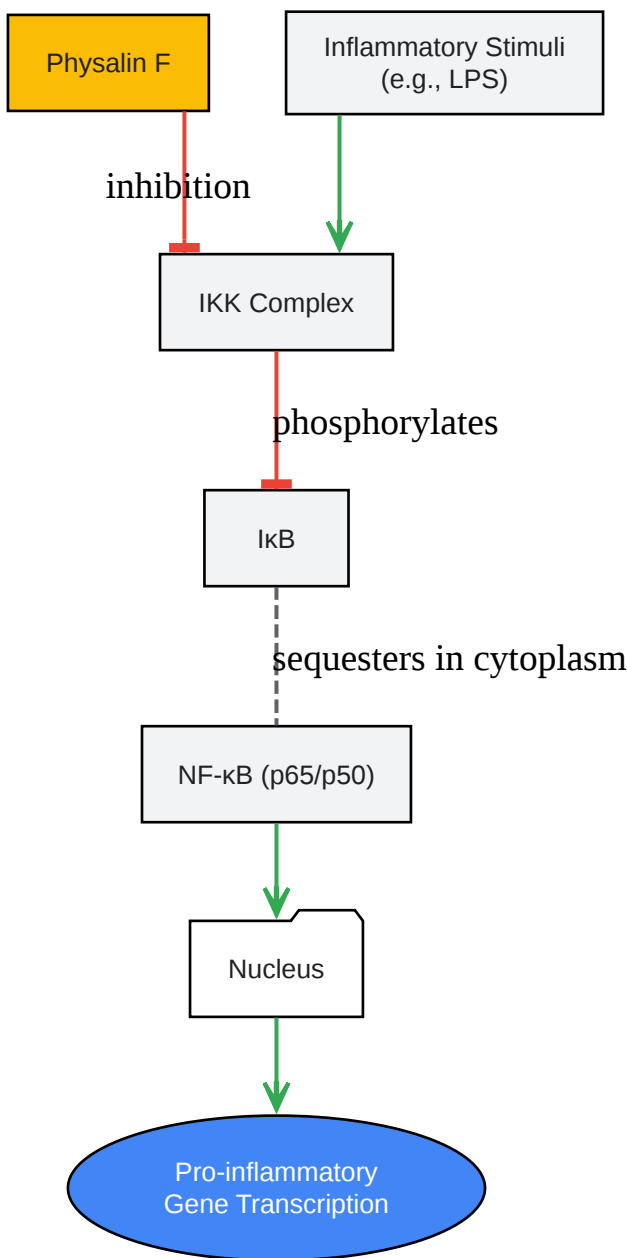 Physalin F
Inflammatory Stimuli
(e.g., LPS)
inhibition
IKK Complex
phosphorylates
IκB
sequesters in cytoplasm
NF-κB (p65/p50)
Nucleus
Pro-inflammatory
Gene Transcription